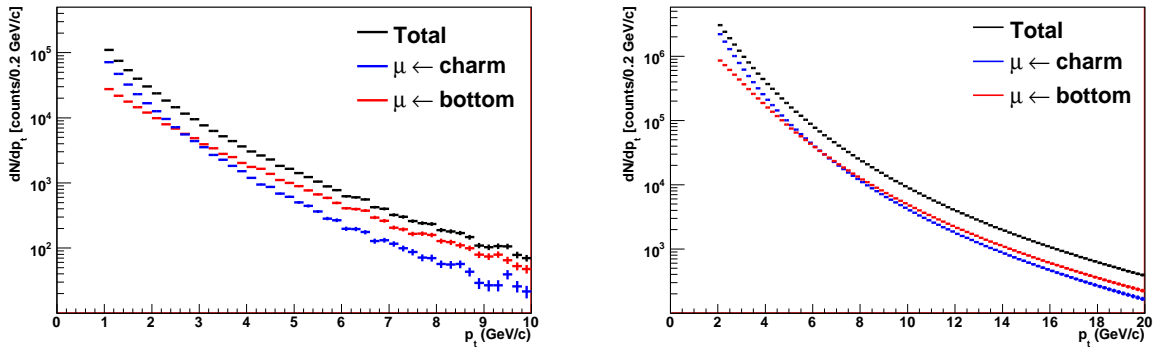 dN/dp_t [counts/0.2 GeV/c]
10^5
10^4
10^3
10^2
Total
μ ← charm
μ ← bottom
0 1 2 3 4 5 6 7 8 9 10
p_t (GeV/c)
dN/dp_t [counts/0.2 GeV/c]
10^6
10^5
10^4
10^3
Total
μ ← charm
μ ← bottom
0 2 4 6 8 10 12 14 16 18 20
p_t (GeV/c)